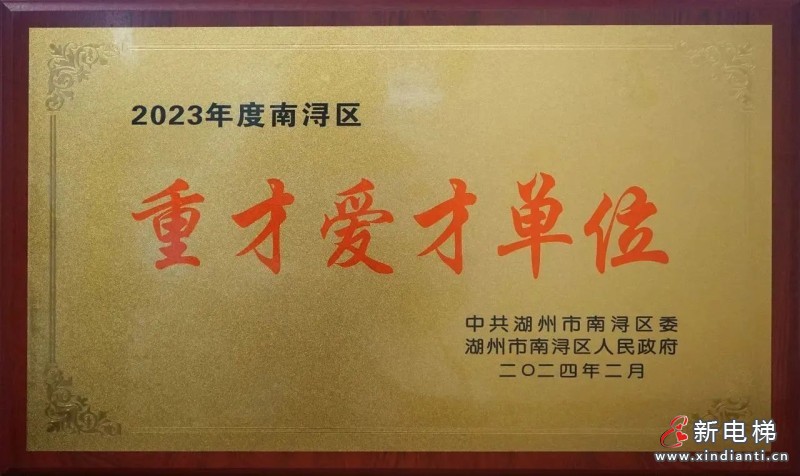 2023年度南浔区
重才爱才单位
中共湖州市南浔区委
湖州市南浔区人民政府
二〇二四年二月
新电梯
www.xindianti.cn